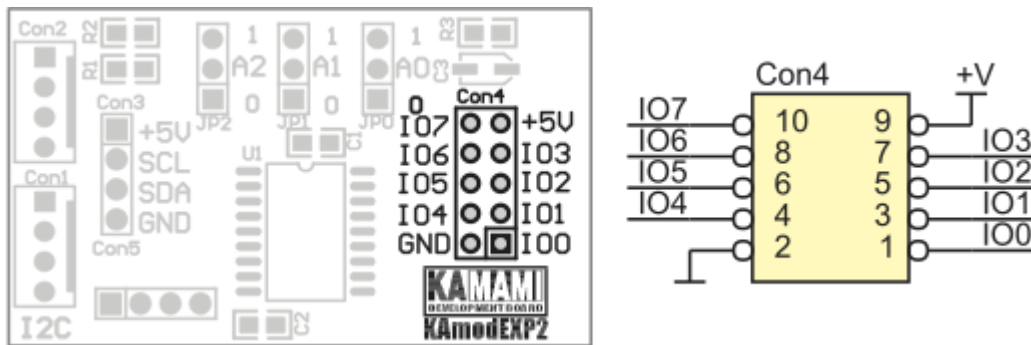 Con2
R2
R1
Con3
+5V
SCL
SDA
GND
Con1
Con5
I2C
1
A2
0
JP2
1
A1
0
JP1
1
A0
JP0
R3
C3
C1
U1
C2
0
Con4
IO7 +5V
IO6 IO3
IO5 IO2
IO4 IO1
GND IO0
KAMAMI
DEVELOPMENT BOARD
KAmodEXP2
Con4
+V
IO7 10 9
IO6 8 7 IO3
IO5 6 5 IO2
IO4 4 3 IO1
2 1 IO0